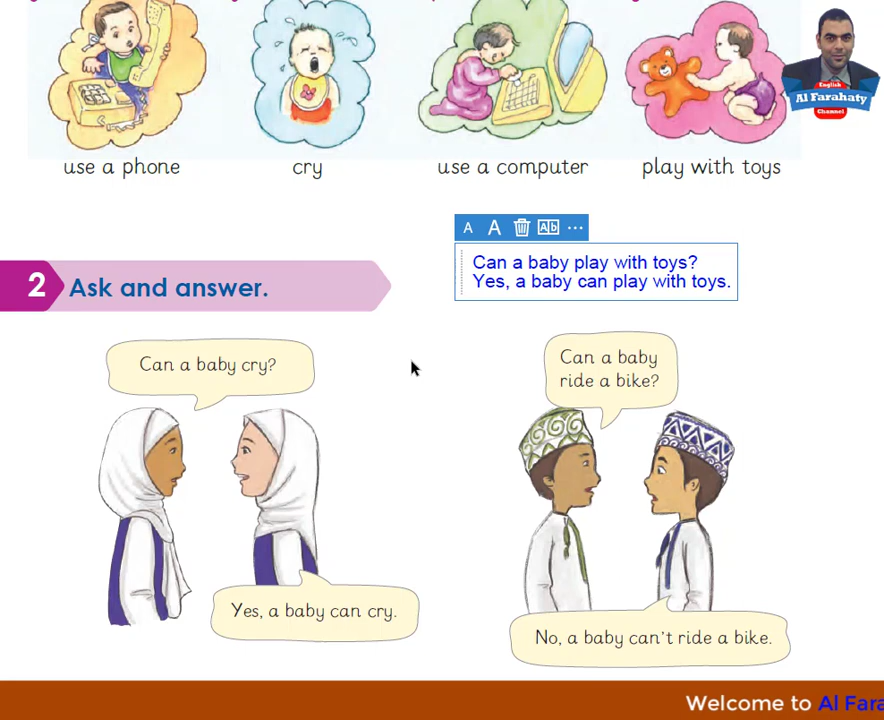 English
Al Farahaty
Channel
use a phone
cry
use a computer
play with toys
A A Ab
Can a baby play with toys?
Yes, a baby can play with toys.
2 Ask and answer.
Can a baby cry?
Can a baby
ride a bike?
Yes, a baby can cry.
No, a baby can't ride a bike.
Welcome to Al Fara